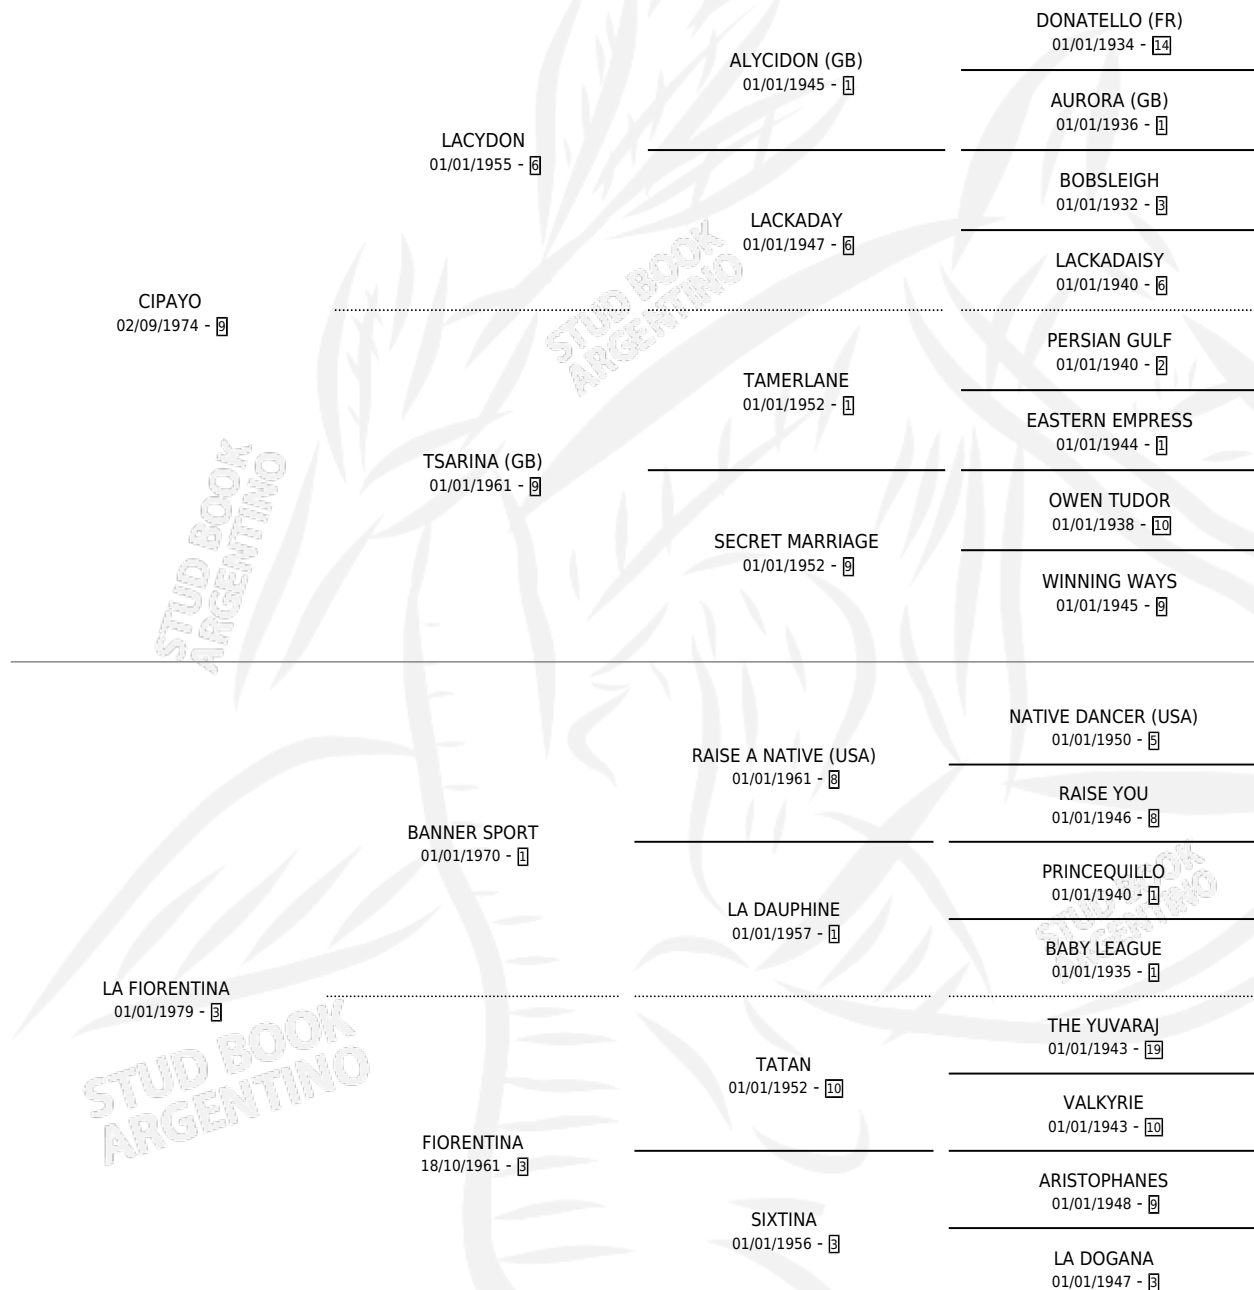 DONATELLO (FR)
01/01/1934 - 14
ALYCIDON (GB)
01/01/1945 - 1
AURORA (GB)
01/01/1936 - 1
LACYDON
01/01/1955 - 6
BOBSLEIGH
01/01/1932 - 3
LACKADAY
01/01/1947 - 6
LACKADAISY
01/01/1940 - 6
CIPAYO
02/09/1974 - 9
PERSIAN GULF
01/01/1940 - 2
TAMERLANE
01/01/1952 - 1
EASTERN EMPRESS
01/01/1944 - 1
TSARINA (GB)
01/01/1961 - 9
OWEN TUDOR
01/01/1938 - 10
SECRET MARRIAGE
01/01/1952 - 9
WINNING WAYS
01/01/1945 - 9
NATIVE DANCER (USA)
01/01/1950 - 5
RAISE A NATIVE (USA)
01/01/1961 - 8
RAISE YOU
01/01/1946 - 8
BANNER SPORT
01/01/1970 - 1
PRINCEQUILLO
01/01/1940 - 1
LA DAUPHINE
01/01/1957 - 1
BABY LEAGUE
01/01/1935 - 1
LA FIORENTINA
01/01/1979 - 3
THE YUVARAJ
01/01/1943 - 19
TATAN
01/01/1952 - 10
VALKYRIE
01/01/1943 - 10
FIORENTINA
18/10/1961 - 3
ARISTOPHANES
01/01/1948 - 9
SIXTINA
01/01/1956 - 3
LA DOGANA
01/01/1947 - 3
STUD BOOK
ARGENTINO
STUD BOOK
ARGENTINO
STUD BOOK
ARGENTINO
STUD BOOK
ARGENTINO